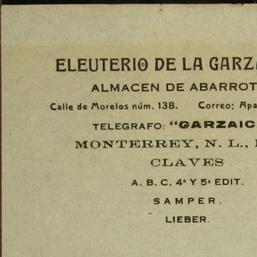 ELEUTERIO DE LA GARZA
ALMACEN DE ABARROT
Calle de Morelos núm. 138. Correo: Apa
TELEGRAFO: "GARZAIC
MONTERREY, N. L.,
CLAVES
A. B. C. 4ª Y 5ª EDIT.
SAMPER.
LIEBER.